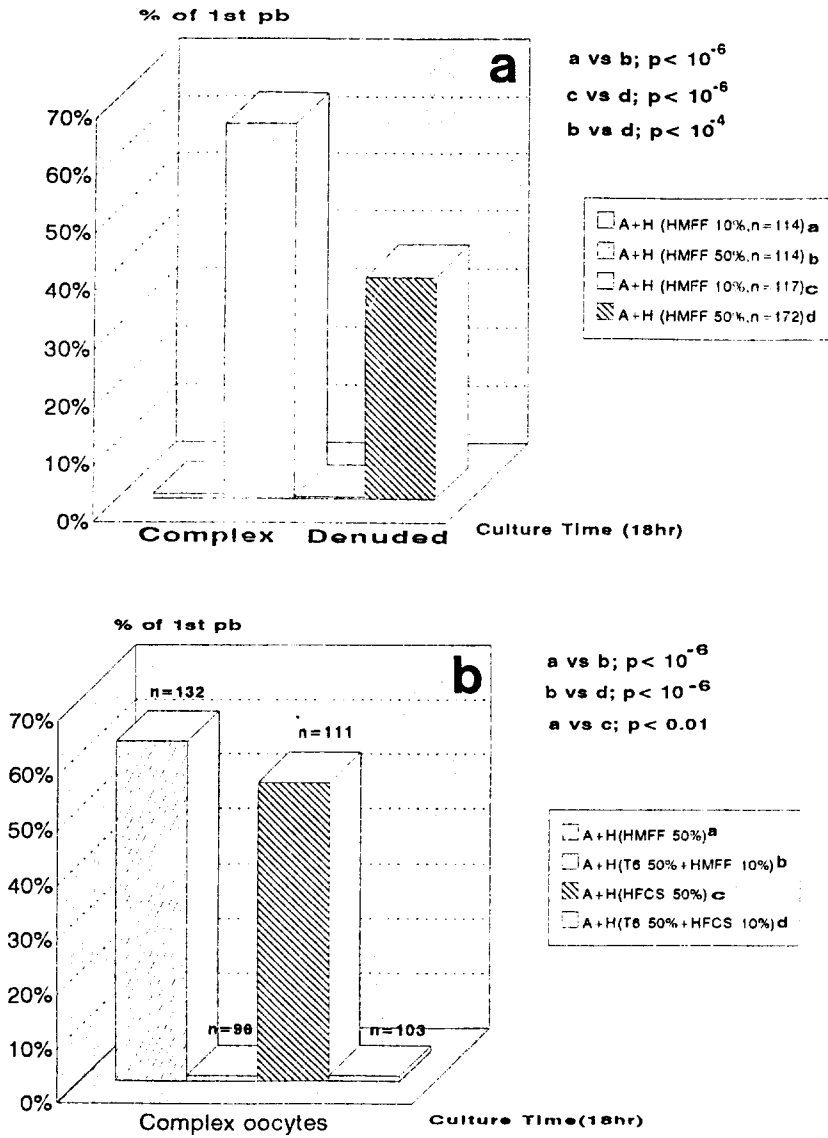 % of 1st pb
a
a vs b; p< 10-6
c vs d; p< 10-6
b vs d; p< 10-4
70%
60%
50%
40%
30%
20%
10%
0%
A+H (HMFF 10%,n=114)a
A+H (HMFF 50%,n=114)b
A+H (HMFF 10%,n=117)c
A+H (HMFF 50%,n=172)d
Complex Denuded
Culture Time (18hr)
% of 1st pb
b
a vs b; p< 10-6
b vs d; p< 10-6
a vs c; p< 0.01
n=132
n=111
70%
60%
50%
40%
30%
20%
10%
0%
A+H(HMFF 50%)a
A+H(T6 50%+HMFF 10%)b
A+H(HFCS 50%)c
A+H(T6 50%+HFCS 10%)d
n=103
Complex oocytes
Culture Time(18hr)